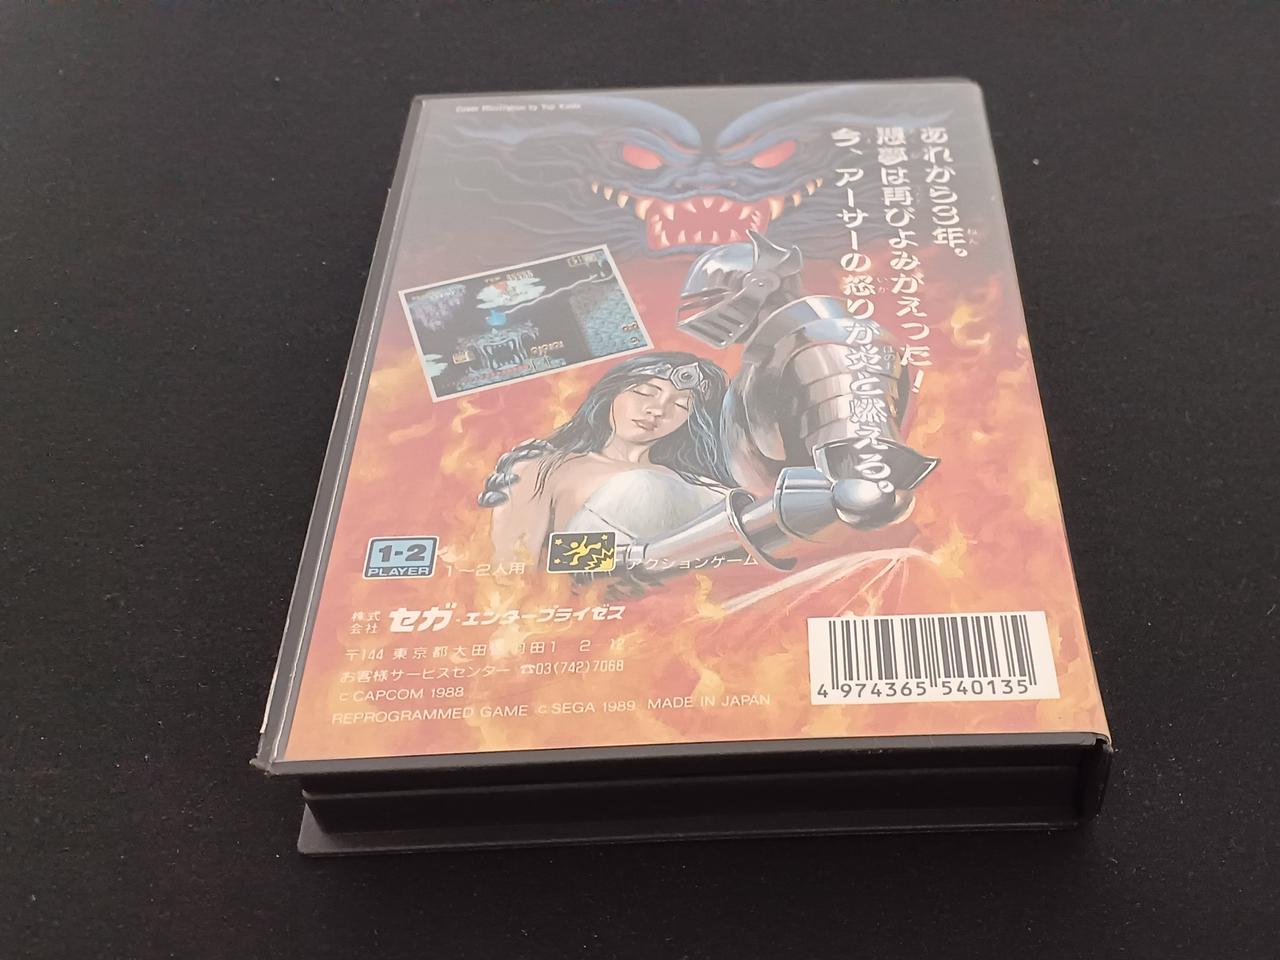 Cover Illustration by Yuji Kaida
あれから3年。
悪夢は再びよみがえった!
今、アーサーの怒りが炎と燃える。
1-2
PLAYER
1〜2人用
アクションゲーム
株式会社 セガ・エンタープライゼス
〒144 東京都大田 羽田1 2 12
お客様サービスセンター ☎03(742)7068
©CAPCOM 1988
REPROGRAMMED GAME ©SEGA 1989 MADE IN JAPAN
4 974365 540135